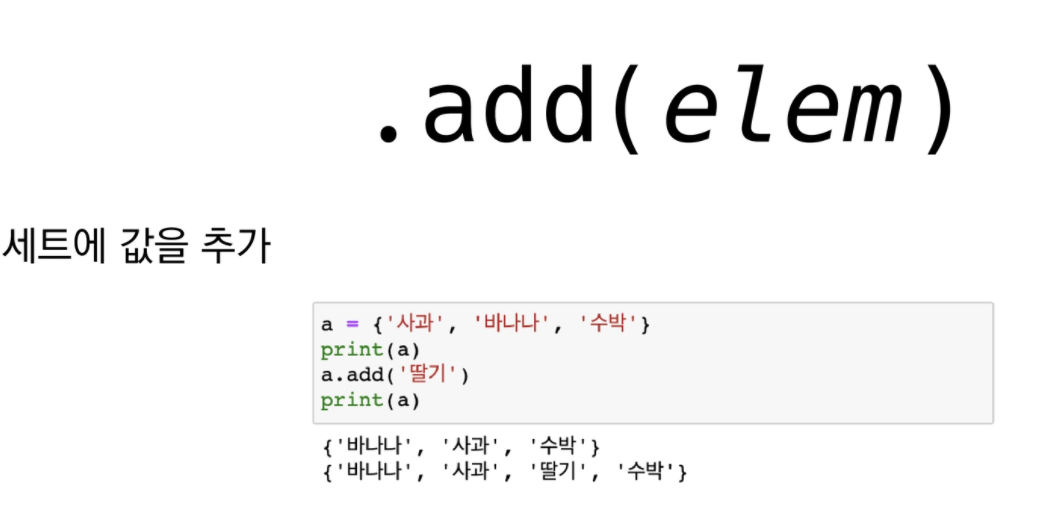 .add(elem)
세트에 값을 추가
a = {'사과', '바나나', '수박'}
print(a)
a.add('딸기')
print(a)
{'바나나', '사과', '수박'}
{'바나나', '사과', '딸기', '수박'}